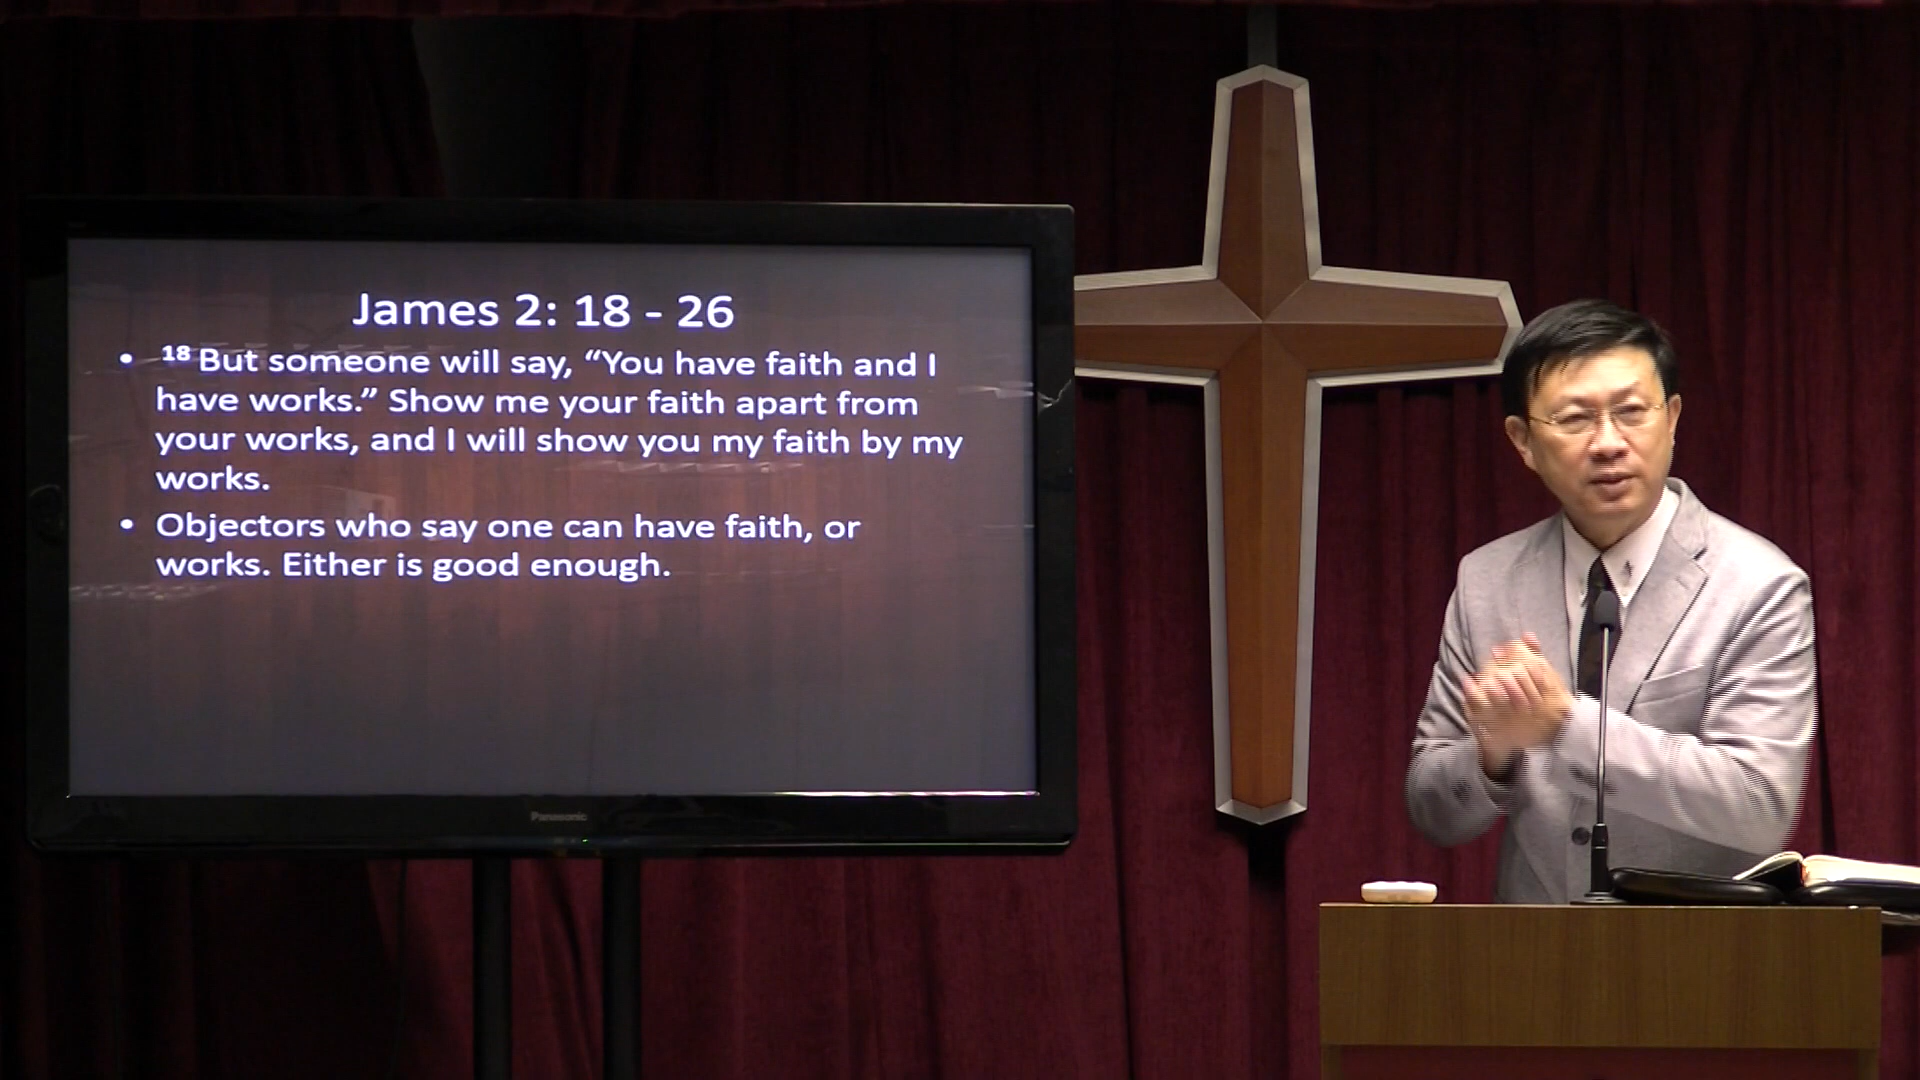 James 2: 18 - 26
• 18 But someone will say, “You have faith and I
have works.” Show me your faith apart from
your works, and I will show you my faith by my
works.
• Objectors who say one can have faith, or
works. Either is good enough.
Panasonic